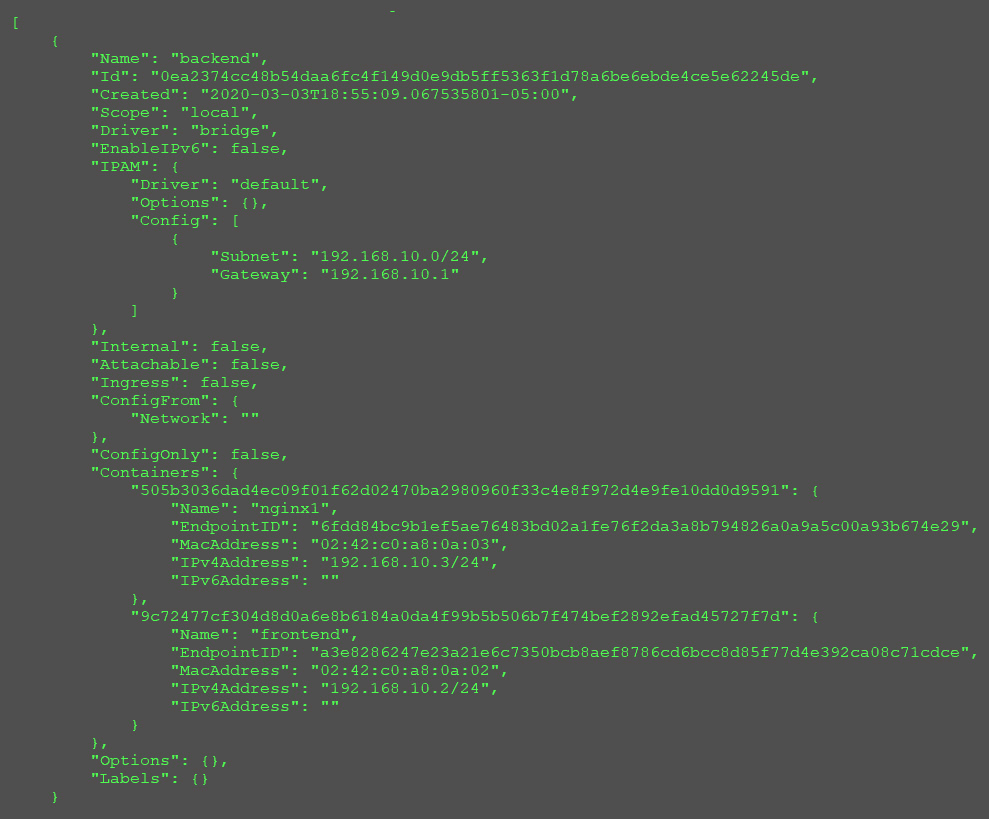 [
    {
        "Name": "backend",
        "Id": "0ea2374cc48b54daa6fc4f149d0e9db5ff5363f1d78a6be6ebde4ce5e62245de",
        "Created": "2020-03-03T18:55:09.067535801-05:00",
        "Scope": "local",
        "Driver": "bridge",
        "EnableIPv6": false,
        "IPAM": {
            "Driver": "default",
            "Options": {},
            "Config": [
                {
                    "Subnet": "192.168.10.0/24",
                    "Gateway": "192.168.10.1"
                }
            ]
        },
        "Internal": false,
        "Attachable": false,
        "Ingress": false,
        "ConfigFrom": {
            "Network": ""
        },
        "ConfigOnly": false,
        "Containers": {
            "505b3036dad4ec09f01f62d02470ba2980960f33c4e8f972d4e9fe10dd0d9591": {
                "Name": "nginx1",
                "EndpointID": "6fdd84bc9b1ef5ae76483bd02a1fe76f2da3a8b794826a0a9a5c00a93b674e29",
                "MacAddress": "02:42:c0:a8:0a:03",
                "IPv4Address": "192.168.10.3/24",
                "IPv6Address": ""
            },
            "9c72477cf304d8d0a6e8b6184a0da4f99b5b506b7f474bef2892efad45727f7d": {
                "Name": "frontend",
                "EndpointID": "a3e8286247e23a21e6c7350bcb8aef8786cd6bcc8d85f77d4e392ca08c71cdce",
                "MacAddress": "02:42:c0:a8:0a:02",
                "IPv4Address": "192.168.10.2/24",
                "IPv6Address": ""
            }
        },
        "Options": {},
        "Labels": {}
    }